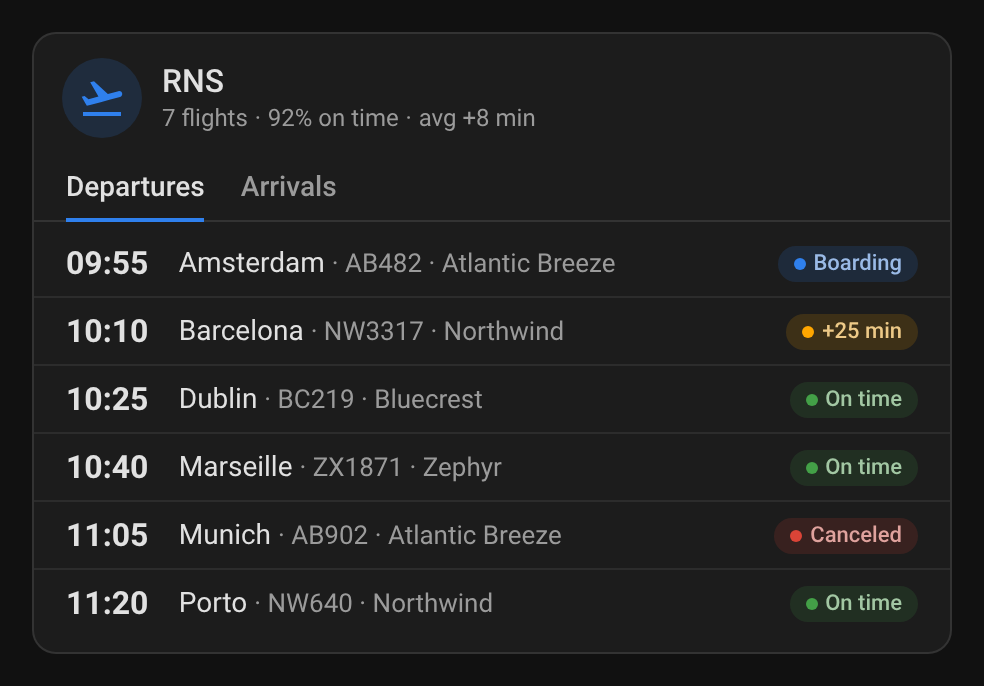 RNS
7 flights · 92% on time · avg +8 min
Departures Arrivals
09:55 Amsterdam · AB482 · Atlantic Breeze Boarding
10:10 Barcelona · NW3317 · Northwind +25 min
10:25 Dublin · BC219 · Bluecrest On time
10:40 Marseille · ZX1871 · Zephyr On time
11:05 Munich · AB902 · Atlantic Breeze Canceled
11:20 Porto · NW640 · Northwind On time